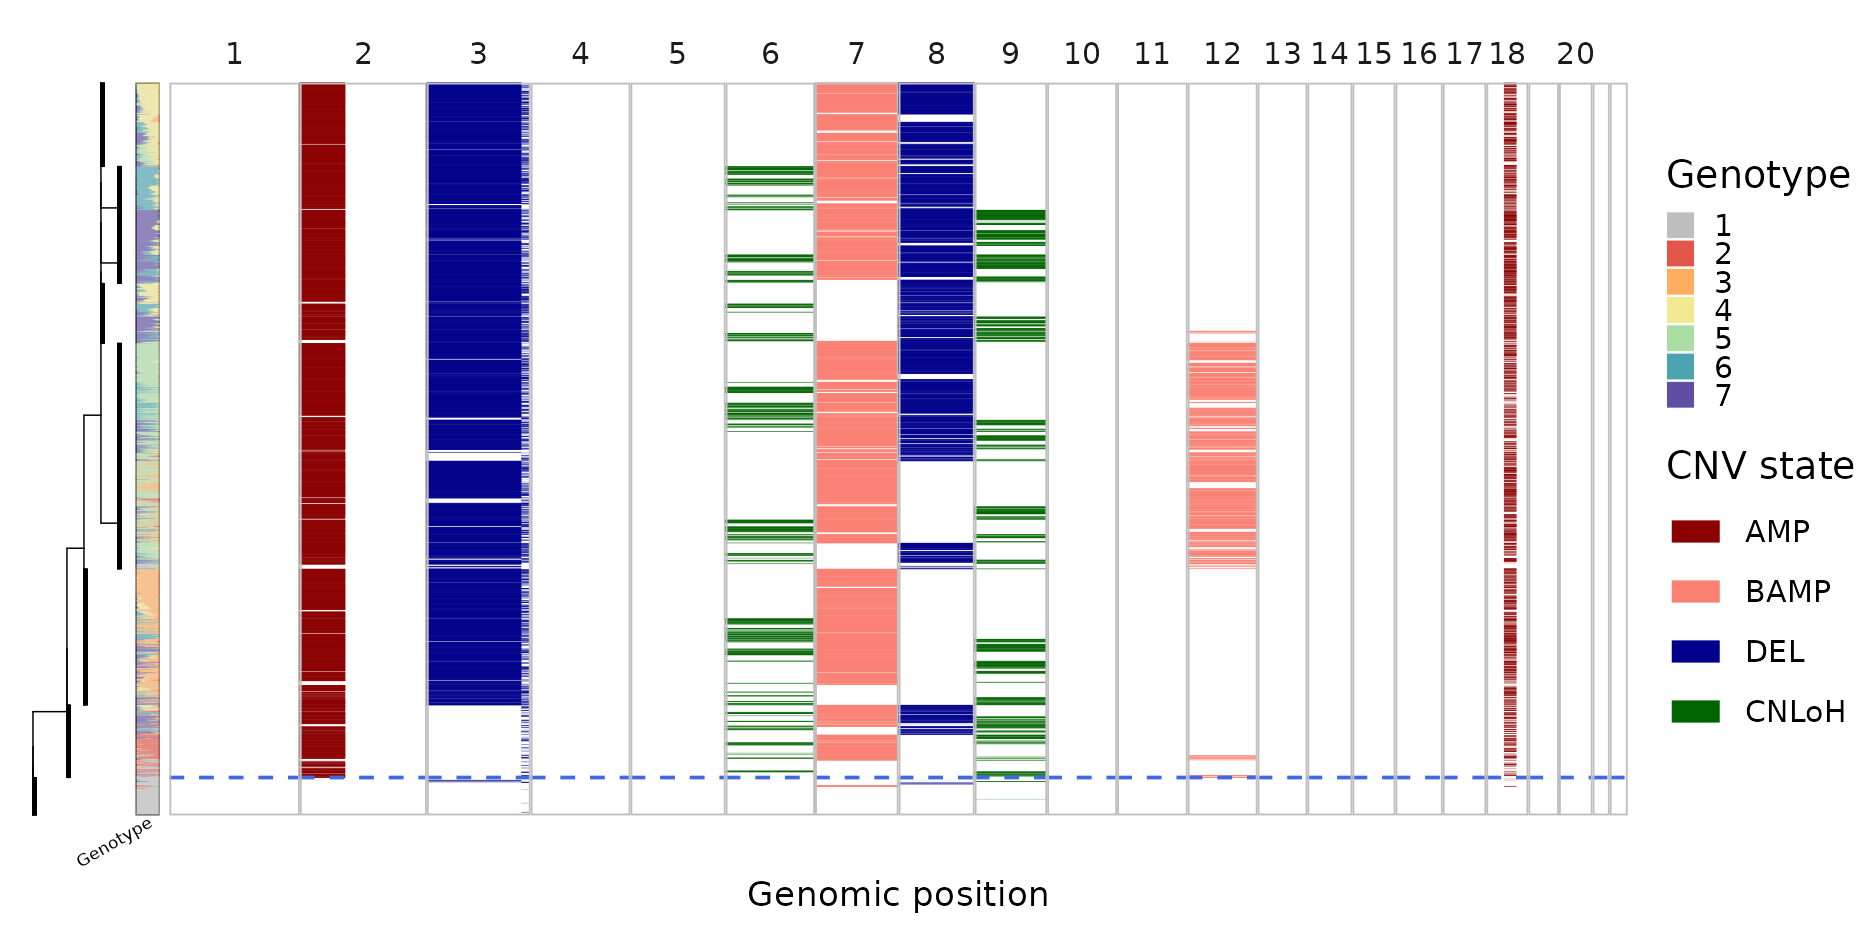 1 2 3 4 5 6 7 8 9 10 11 12 13 14 15 16 17 18 20
Genotype
1
2
3
4
5
6
7
CNV state
AMP
BAMP
DEL
CNLoH
Genotype
Genomic position